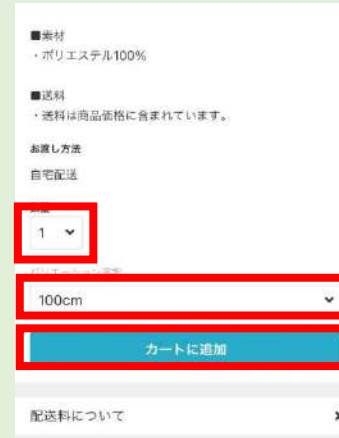 ■素材
・ポリエステル100%
■送料
・送料は商品価格に含まれています。
お渡し方法
自宅配送
1
100cm
カートに追加
配送料について